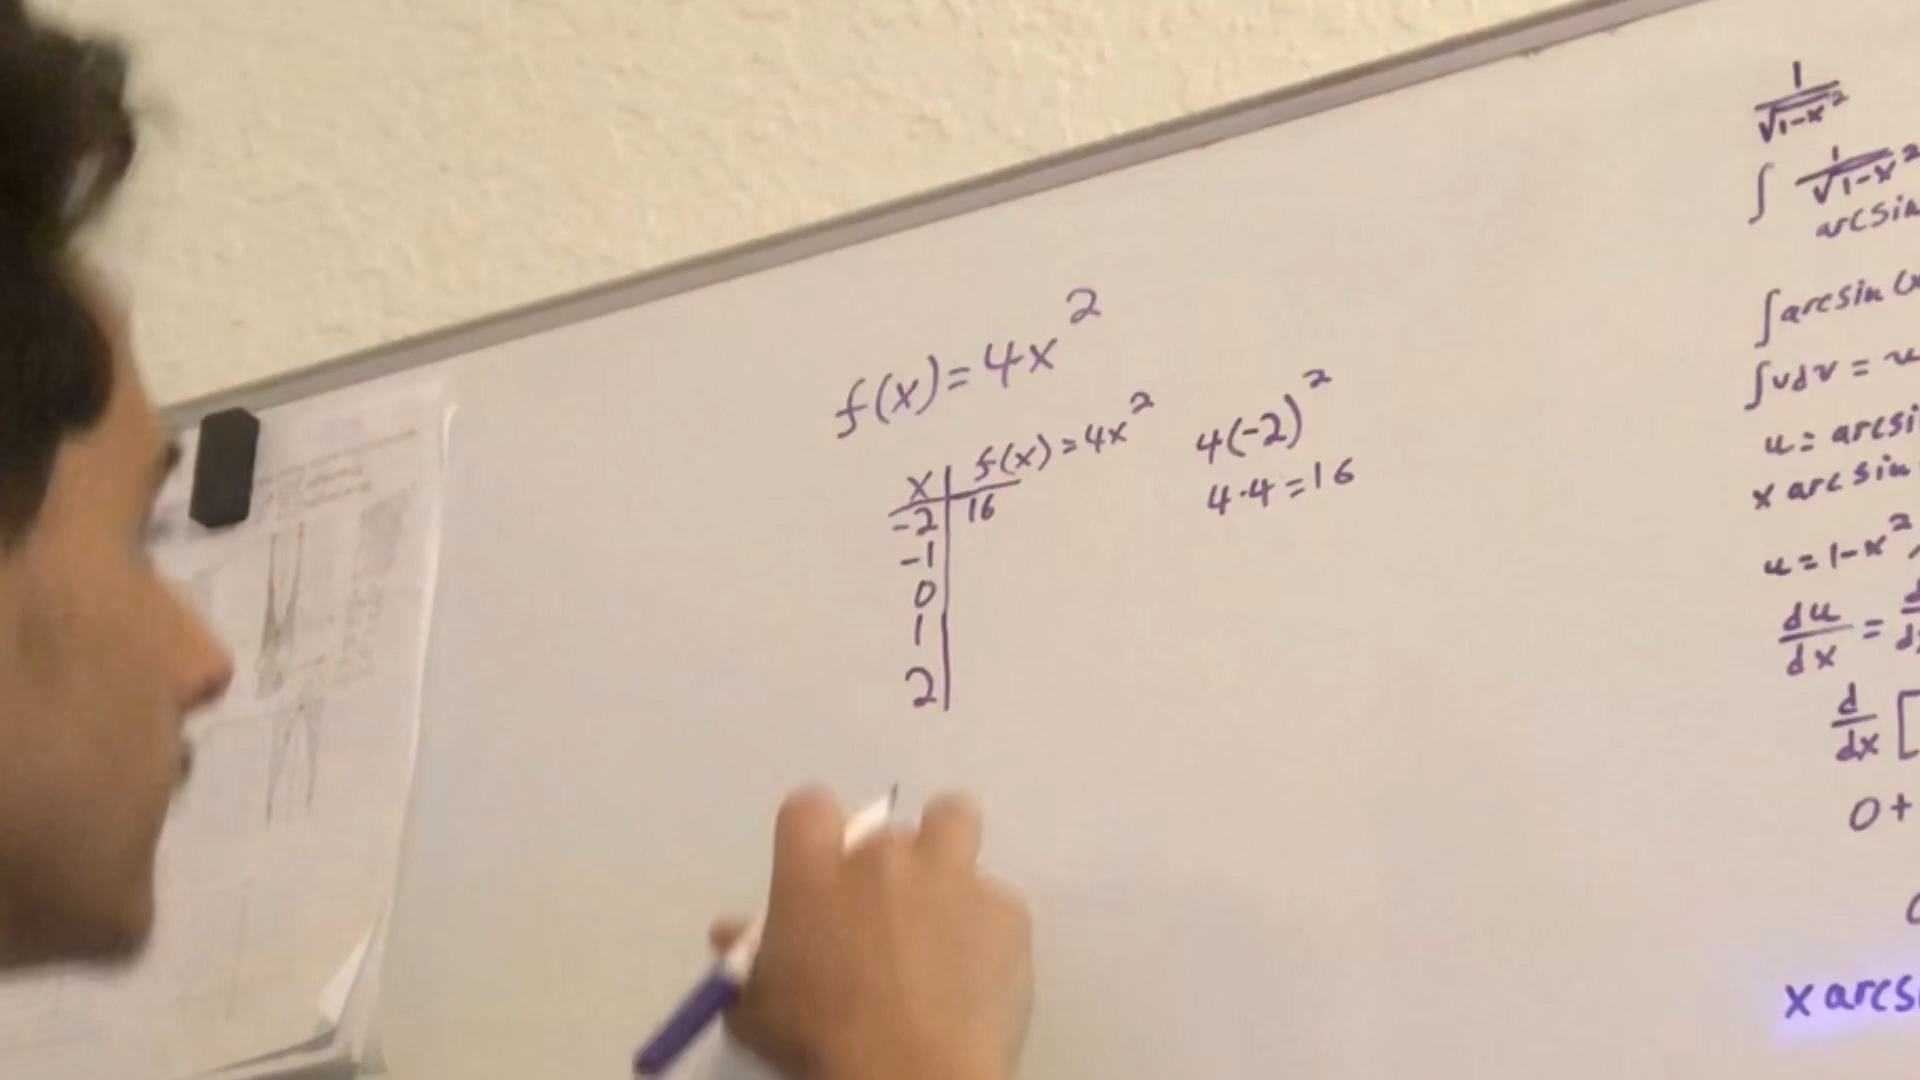 f(x) = 4x²
x | f(x) = 4x²
-2 | 16
-1
0
1
2
4(-2)²
4·4 = 16
1/√1-x²
∫ 1/√1-x²
arcsin
∫arcsin (x
∫udv = u
u = arcsi
x arcsin
u = 1-x²,
du/dx = d/d
d/dx [
0 +
x arcs